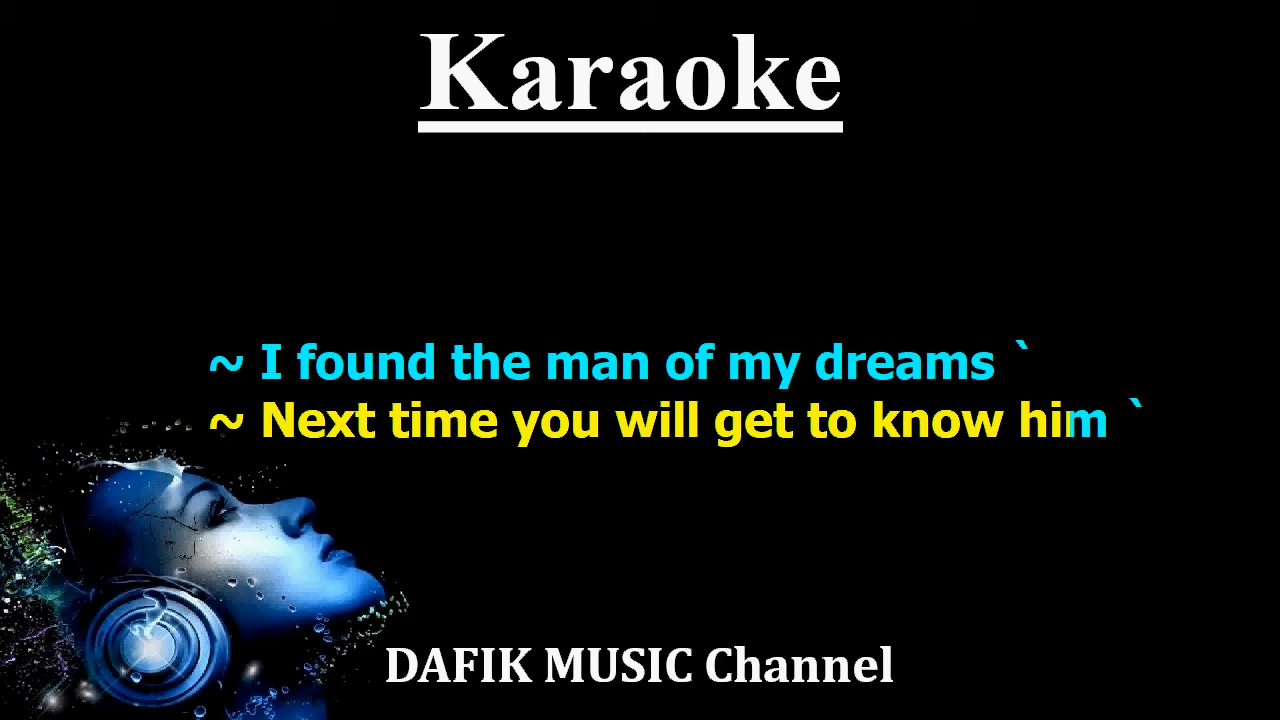 Karaoke
~ I found the man of my dreams `
~ Next time you will get to know him `
DAFIK MUSIC Channel